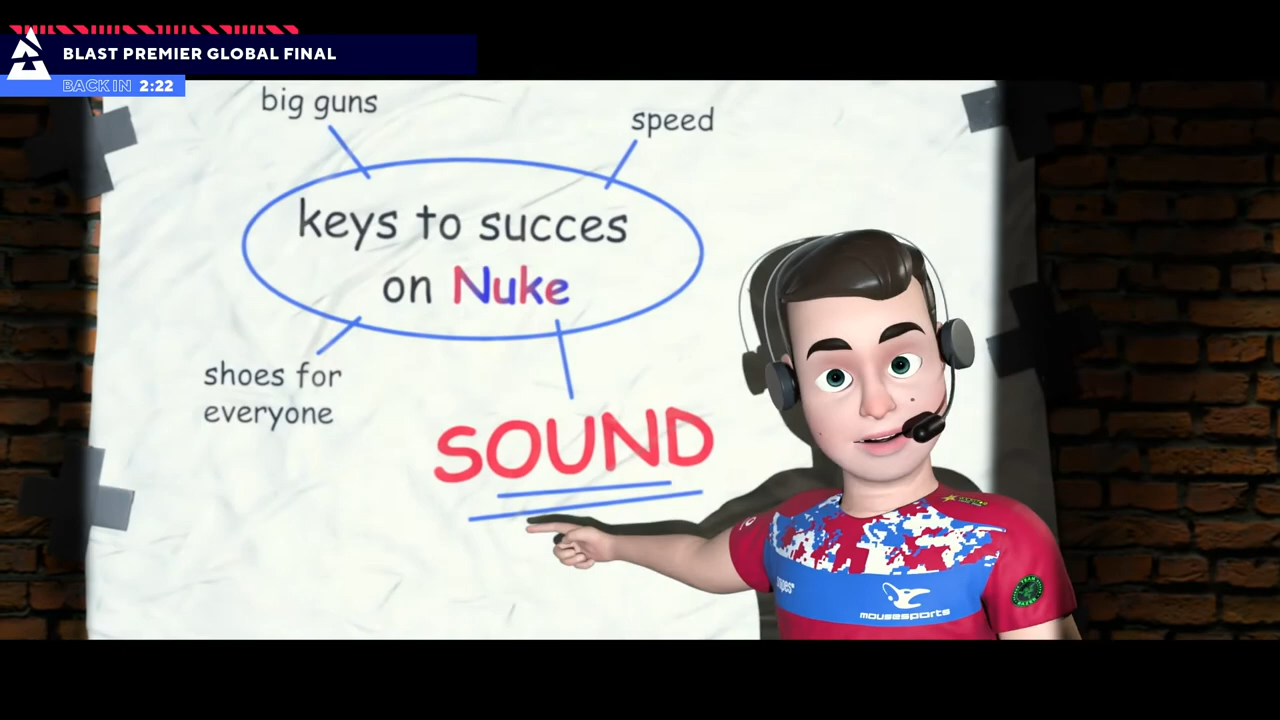 BLAST PREMIER GLOBAL FINAL
BACK IN 2:22
big guns
speed
keys to succes
on Nuke
shoes for
everyone
SOUND
mousesports